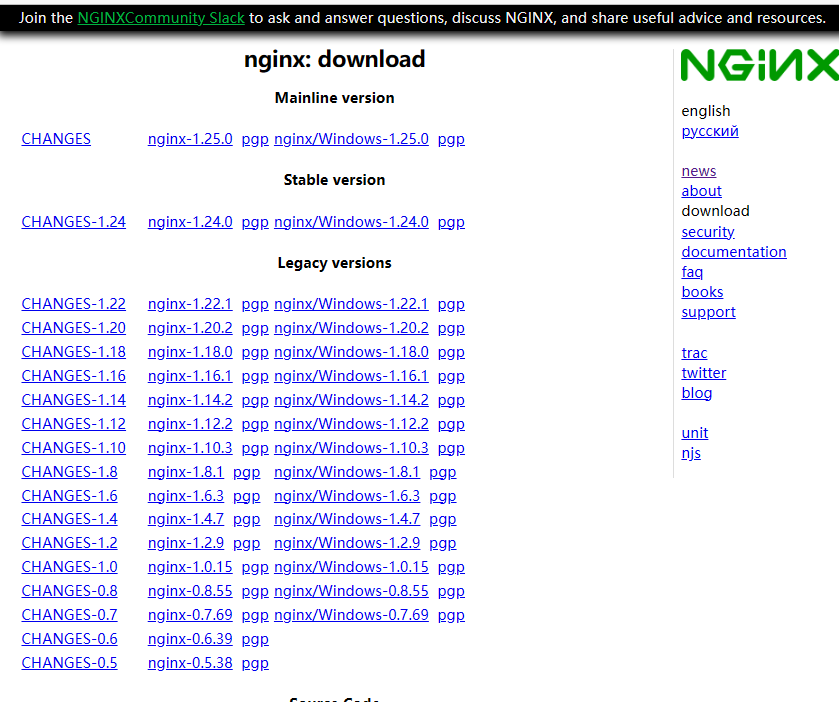 Join the NGINXCommunity Slack to ask and answer questions, discuss NGINX, and share useful advice and resources.
nginx: download
Mainline version
CHANGES nginx-1.25.0 pgp nginx/Windows-1.25.0 pgp
Stable version
CHANGES-1.24 nginx-1.24.0 pgp nginx/Windows-1.24.0 pgp
Legacy versions
CHANGES-1.22 nginx-1.22.1 pgp nginx/Windows-1.22.1 pgp
CHANGES-1.20 nginx-1.20.2 pgp nginx/Windows-1.20.2 pgp
CHANGES-1.18 nginx-1.18.0 pgp nginx/Windows-1.18.0 pgp
CHANGES-1.16 nginx-1.16.1 pgp nginx/Windows-1.16.1 pgp
CHANGES-1.14 nginx-1.14.2 pgp nginx/Windows-1.14.2 pgp
CHANGES-1.12 nginx-1.12.2 pgp nginx/Windows-1.12.2 pgp
CHANGES-1.10 nginx-1.10.3 pgp nginx/Windows-1.10.3 pgp
CHANGES-1.8 nginx-1.8.1 pgp nginx/Windows-1.8.1 pgp
CHANGES-1.6 nginx-1.6.3 pgp nginx/Windows-1.6.3 pgp
CHANGES-1.4 nginx-1.4.7 pgp nginx/Windows-1.4.7 pgp
CHANGES-1.2 nginx-1.2.9 pgp nginx/Windows-1.2.9 pgp
CHANGES-1.0 nginx-1.0.15 pgp nginx/Windows-1.0.15 pgp
CHANGES-0.8 nginx-0.8.55 pgp nginx/Windows-0.8.55 pgp
CHANGES-0.7 nginx-0.7.69 pgp nginx/Windows-0.7.69 pgp
CHANGES-0.6 nginx-0.6.39 pgp
CHANGES-0.5 nginx-0.5.38 pgp
Source Code
NGINX
english
русский
news
about
download
security
documentation
faq
books
support
trac
twitter
blog
unit
njs